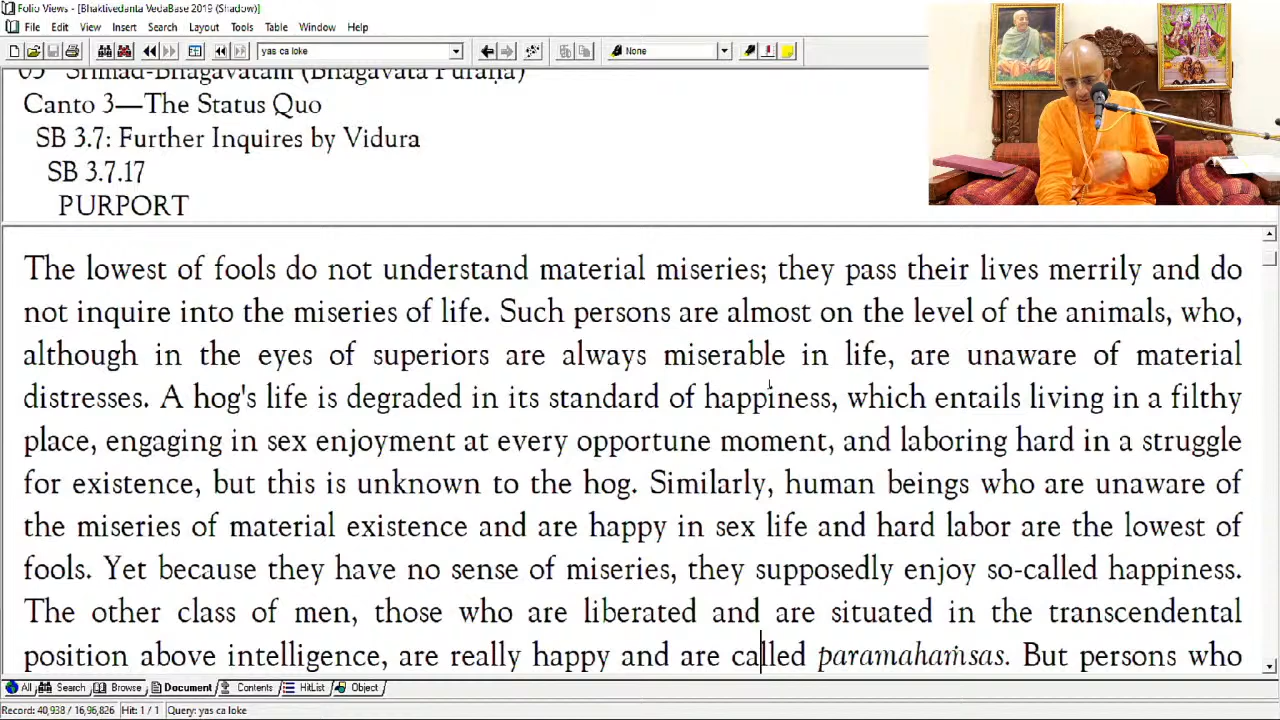 Folio Views - [Bhaktivedanta VedaBase 2019 (Shadow)]
File Edit View Insert Search Layout Tools Table Window Help
yas ca loke None
05 Śrīmad-Bhāgavatam (Bhāgavata Purāṇa)
Canto 3—The Status Quo
SB 3.7: Further Inquires by Vidura
SB 3.7.17
PURPORT
The lowest of fools do not understand material miseries; they pass their lives merrily and do
not inquire into the miseries of life. Such persons are almost on the level of the animals, who,
although in the eyes of superiors are always miserable in life, are unaware of material
distresses. A hog's life is degraded in its standard of happiness, which entails living in a filthy
place, engaging in sex enjoyment at every opportune moment, and laboring hard in a struggle
for existence, but this is unknown to the hog. Similarly, human beings who are unaware of
the miseries of material existence and are happy in sex life and hard labor are the lowest of
fools. Yet because they have no sense of miseries, they supposedly enjoy so-called happiness.
The other class of men, those who are liberated and are situated in the transcendental
position above intelligence, are really happy and are called paramahaṁsas. But persons who
All Search Browse Document Contents HitList Object
Record: 40,938 / 16,96,826 Hit: 1 / 1 Query: yas ca loke